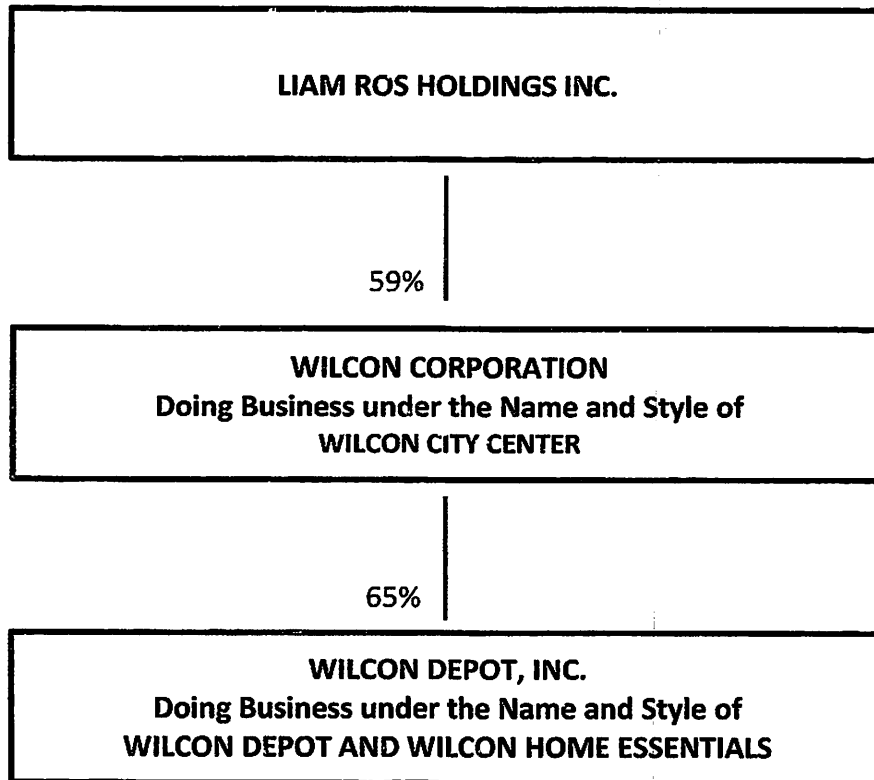 LIAM ROS HOLDINGS INC.
59%
WILCON CORPORATION
Doing Business under the Name and Style of
WILCON CITY CENTER
65%
WILCON DEPOT, INC.
Doing Business under the Name and Style of
WILCON DEPOT AND WILCON HOME ESSENTIALS